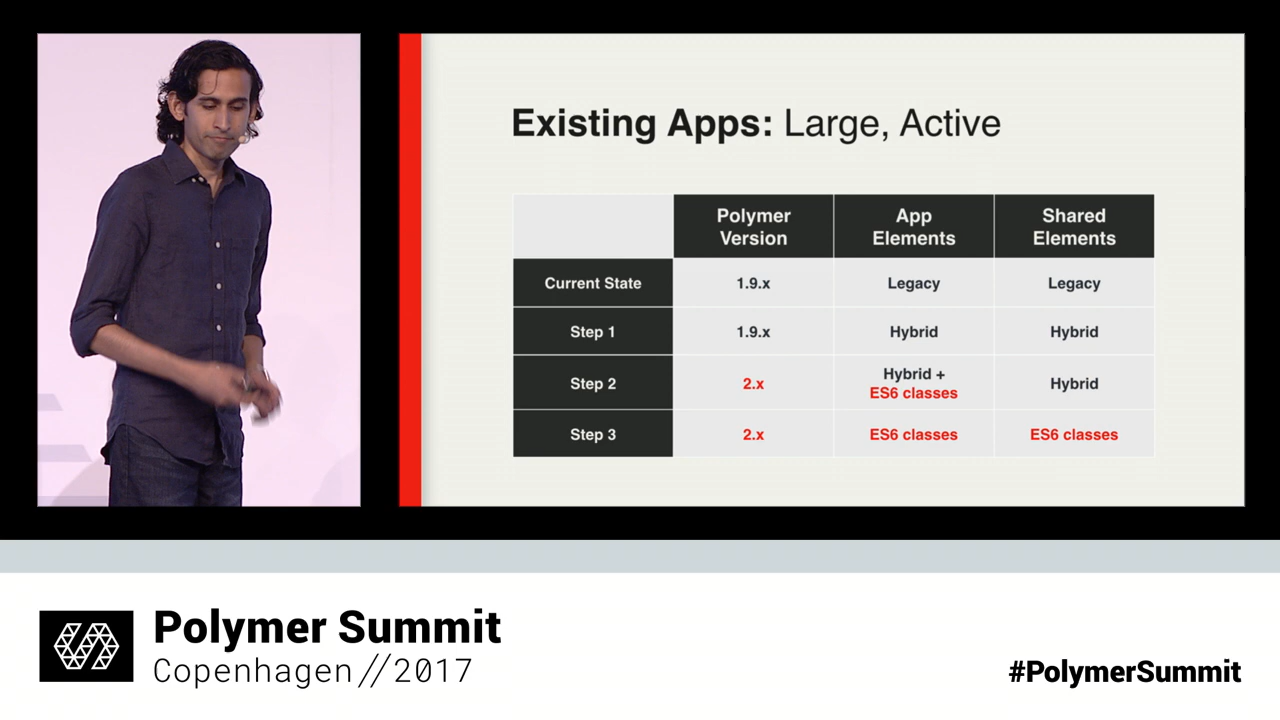 Existing Apps: Large, Active
Polymer
Version
App
Elements
Shared
Elements
Current State
1.9.x
Legacy
Legacy
Step 1
1.9.x
Hybrid
Hybrid
Step 2
2.x
Hybrid +
ES6 classes
Hybrid
Step 3
2.x
ES6 classes
ES6 classes
Polymer Summit
Copenhagen//2017
#PolymerSummit